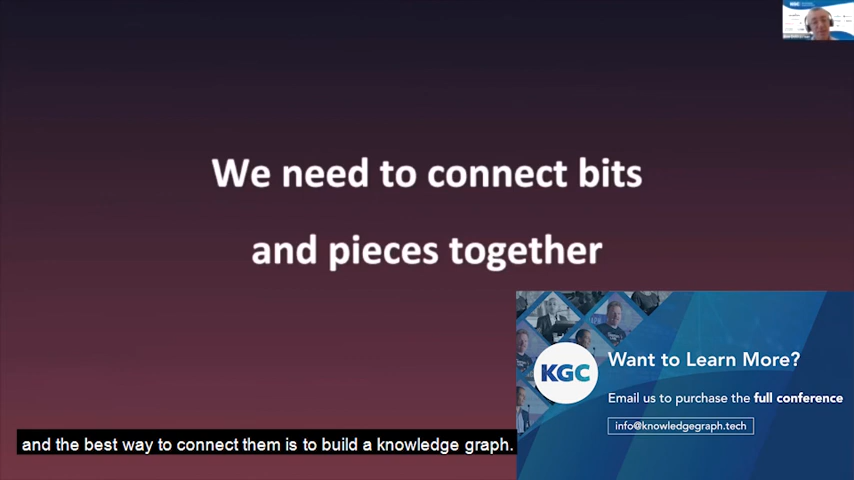 We need to connect bits
and pieces together
KGC
Want to Learn More?
Email us to purchase the full conference
info@knowledgegraph.tech
and the best way to connect them is to build a knowledge graph.